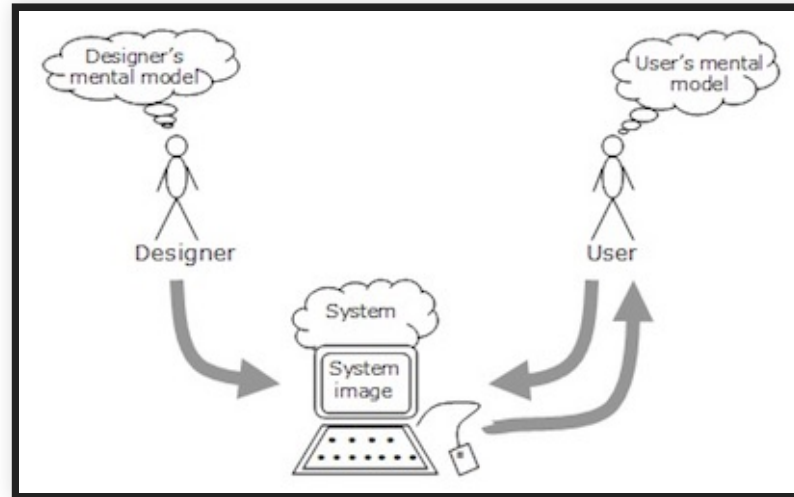 Designer's
mental model
User's mental
model
Designer
User
System
System
image